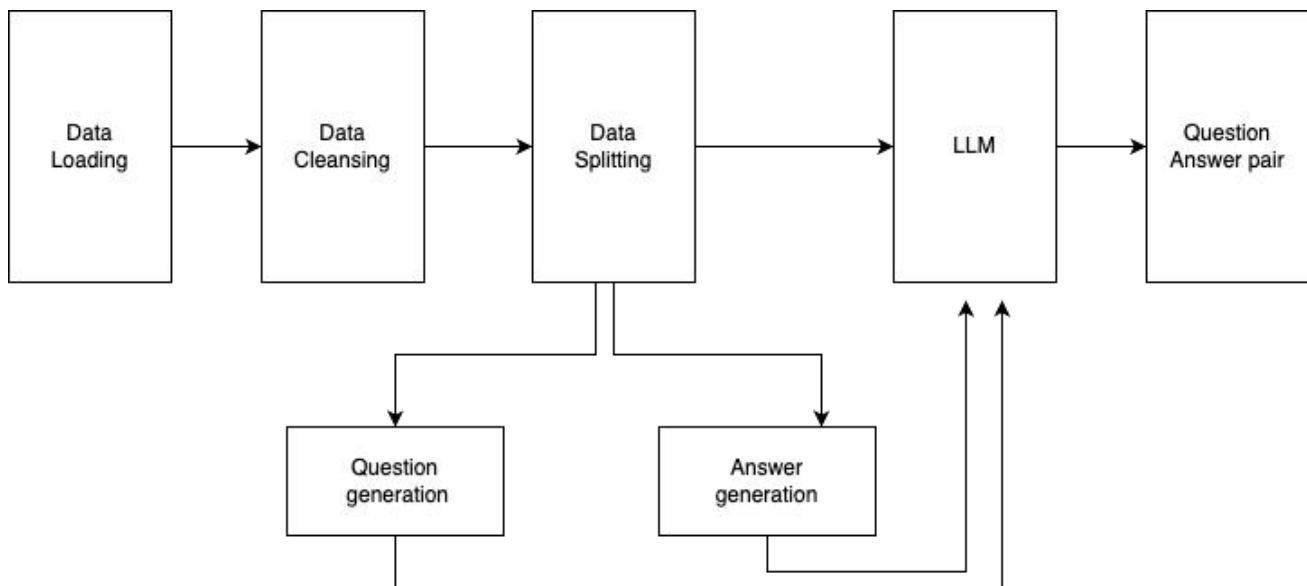 Data
Loading
Data
Cleansing
Data
Splitting
LLM
Question
Answer pair
Question
generation
Answer
generation